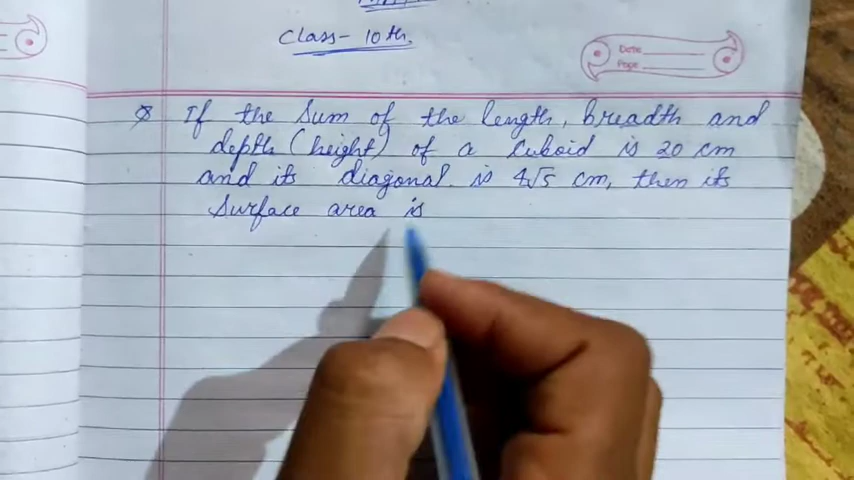 Class- 10th.
Date
Page
Q If the Sum of the length, breadth and
depth (height) of a Cuboid is 20 cm
and its diagonal is 4√5 cm, then its
Surface area is